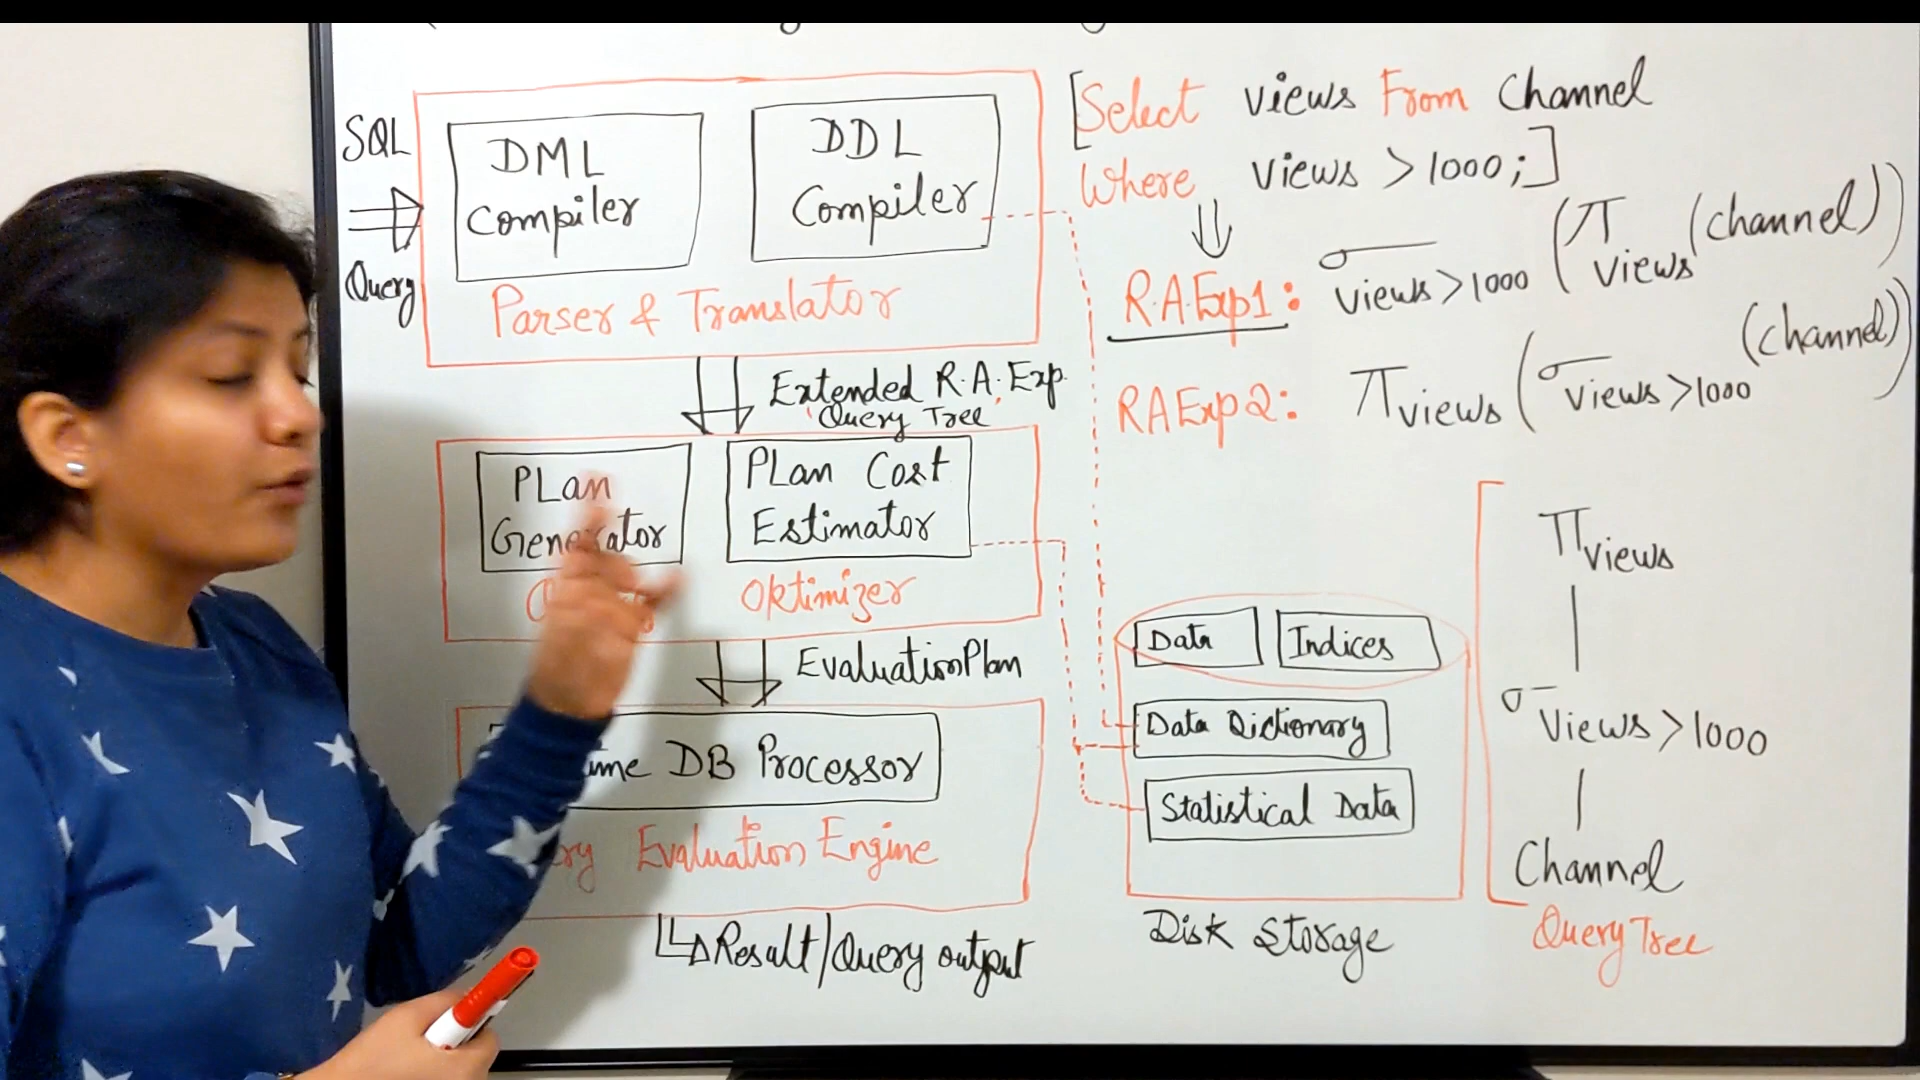 SQL
Query
DML
Compiler
DDL
Compiler
Parser & Translator
Extended R.A. Exp.
Query Tree
PLan
Generator
PLan Cost
Estimator
Optimizer
Evaluation Plan
DB Processor
Evaluation Engine
Result/Query output
[Select views From Channel
Where views > 1000;]
R.A.Exp1: σ views > 1000 (π views (channel))
RAExp2: π views (σ views > 1000 (channel))
Data
Indices
Data Dictionary
Statistical Data
Disk Storage
π views
σ views > 1000
Channel
Query Tree